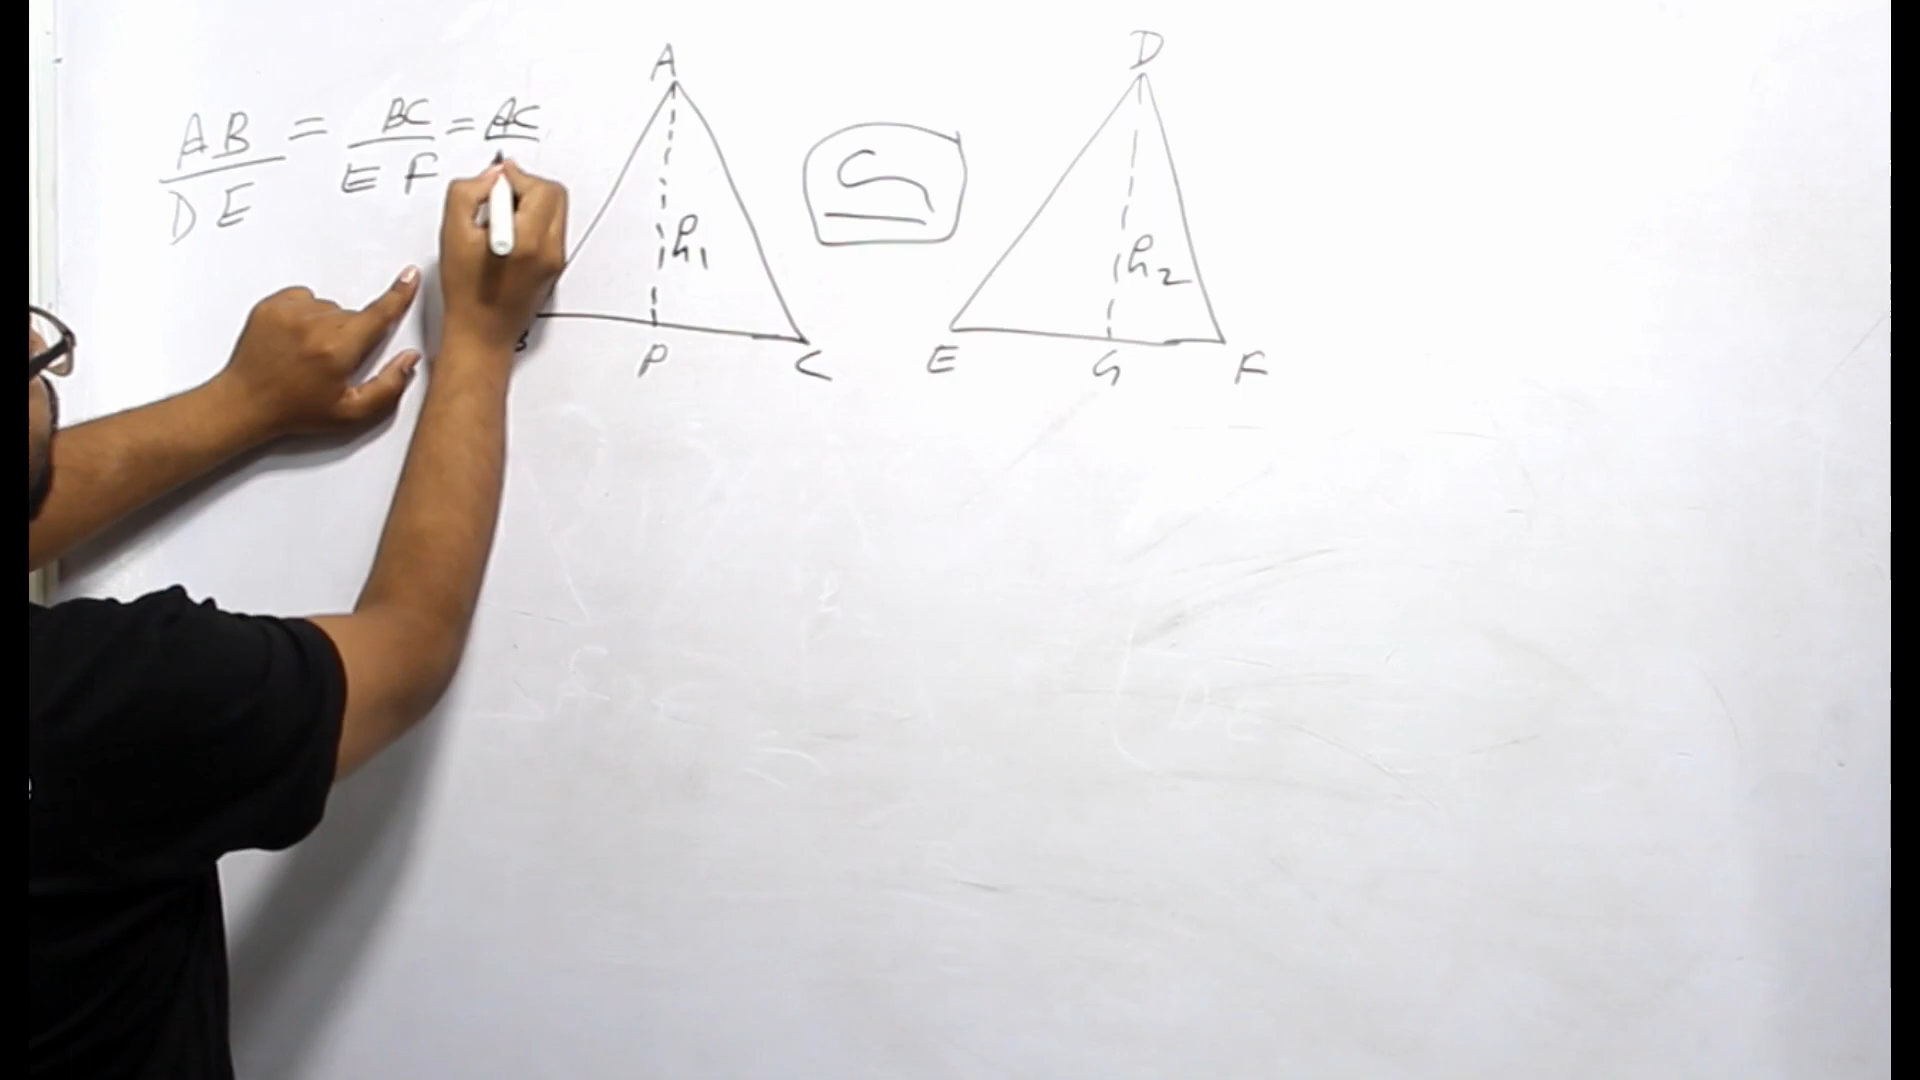 AB/DE = BC/EF = AC
A
B
P
C
h1
D
E
G
F
h2